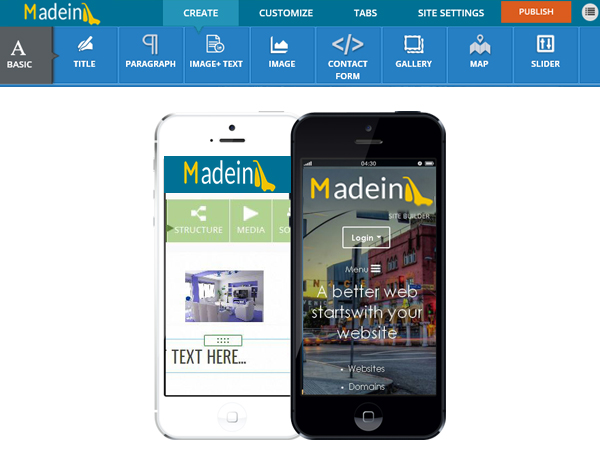 Madein
CREATE
CUSTOMIZE
TABS
SITE SETTINGS
PUBLISH
A
BASIC
TITLE
PARAGRAPH
IMAGE+ TEXT
IMAGE
CONTACT
FORM
GALLERY
MAP
SLIDER
Madein
STRUCTURE
MEDIA
SO
TEXT HERE...
04:30
Madein
SITE BUILDER
Login
Menu
A better web
startswith your
website
• Websites
• Domains